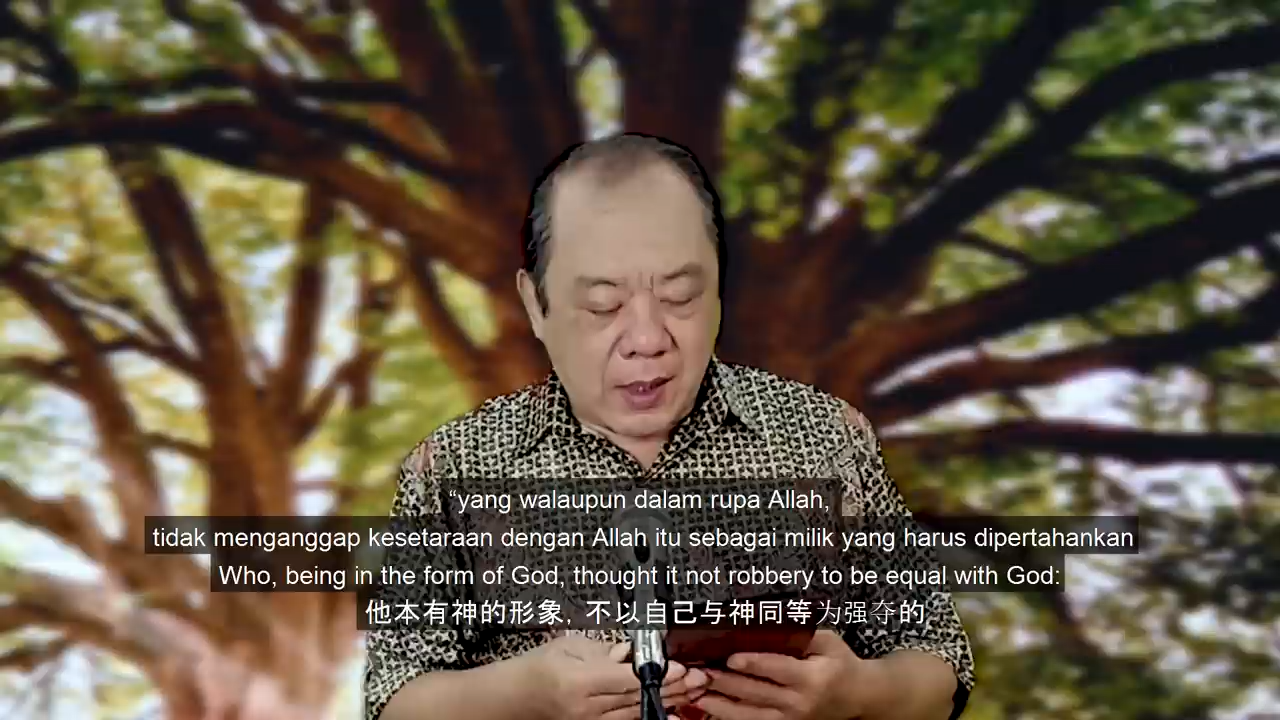 “yang walaupun dalam rupa Allah,
tidak menganggap kesetaraan dengan Allah itu sebagai milik yang harus dipertahankan
Who, being in the form of God, thought it not robbery to be equal with God:
他本有神的形象, 不以自己与神同等为强夺的